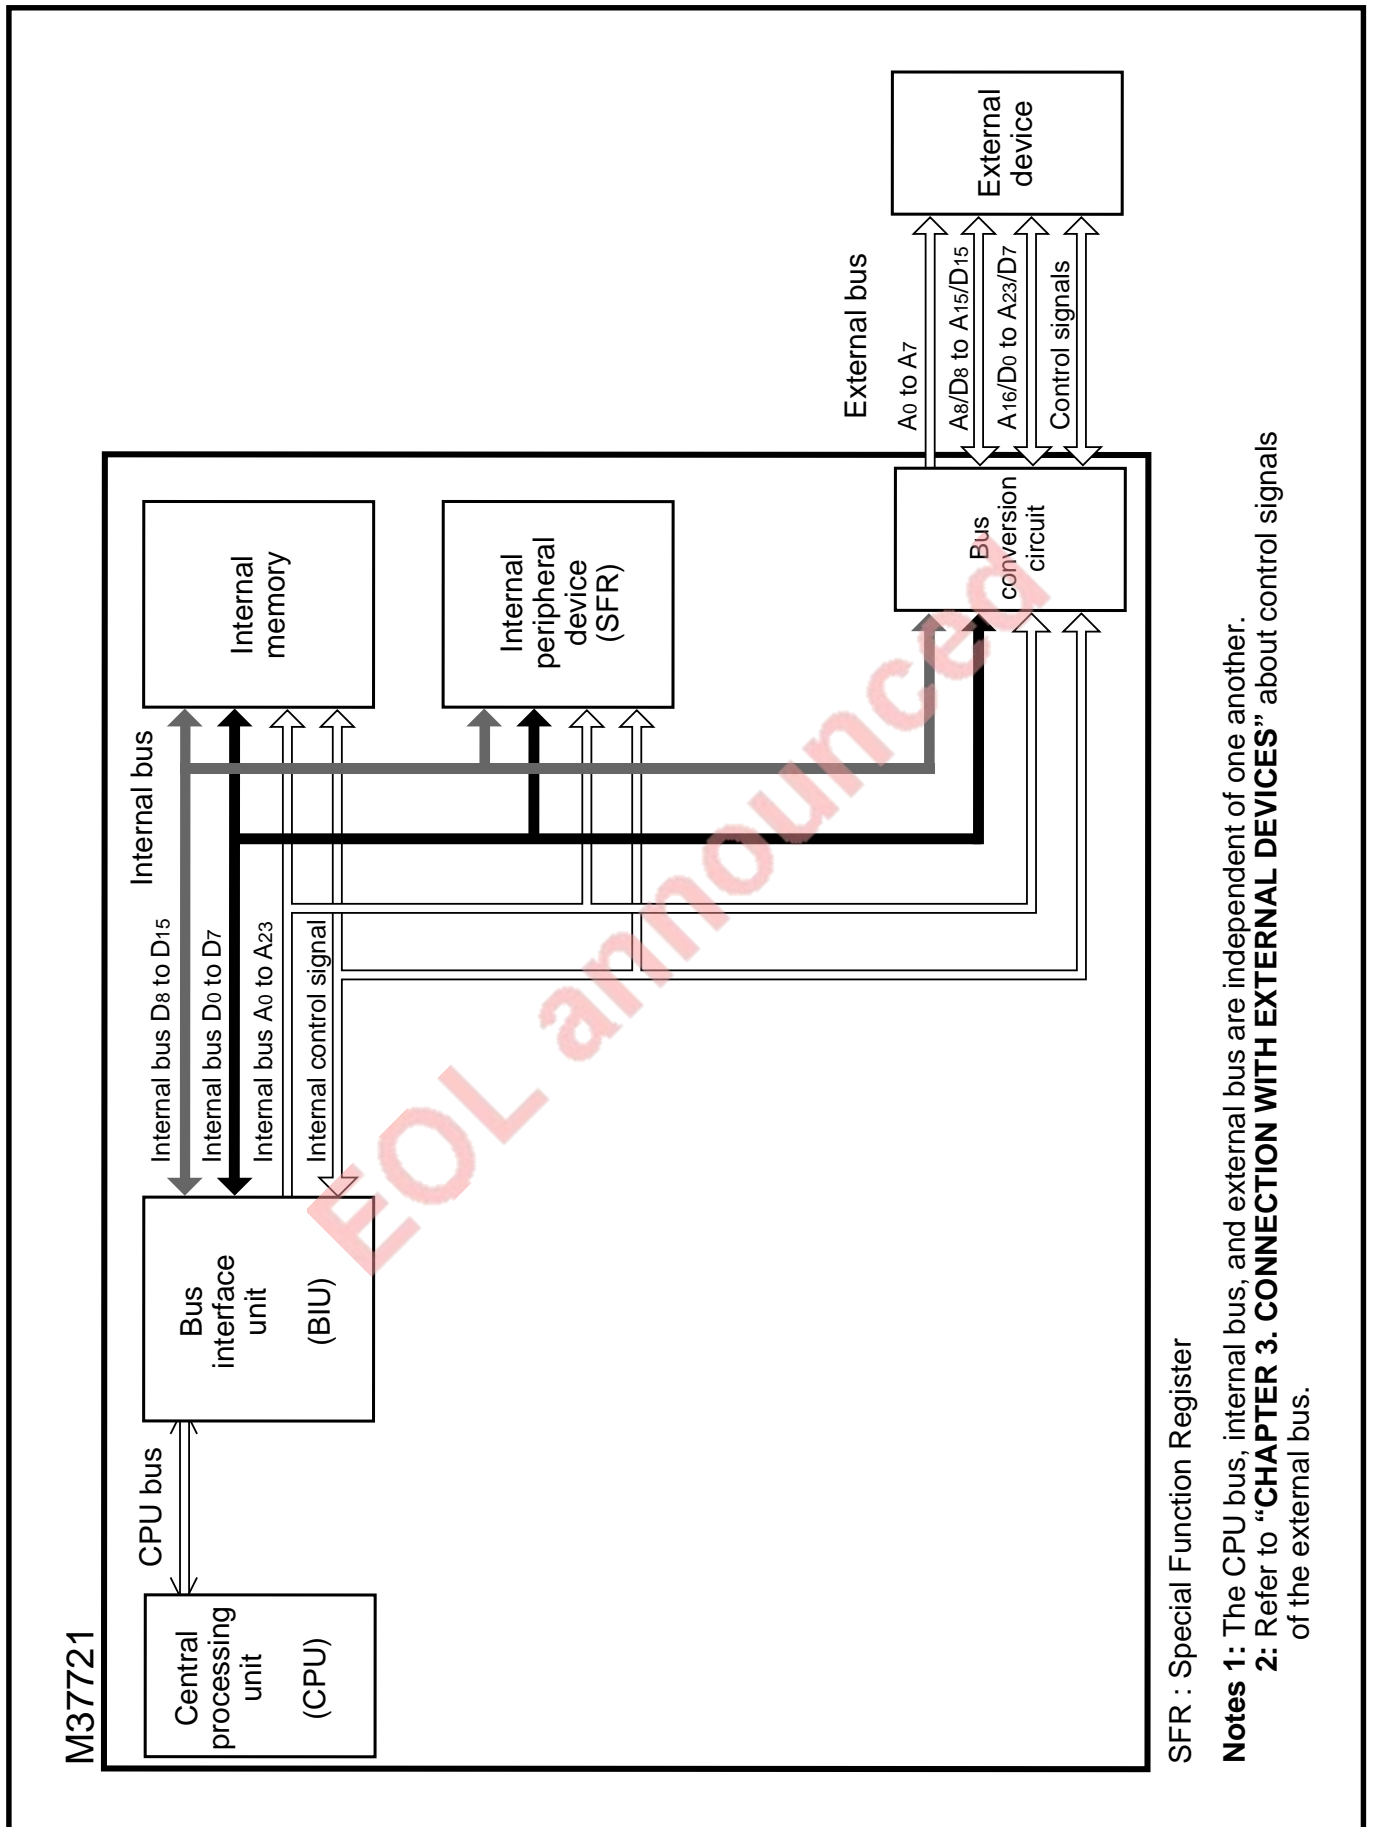 M37721
Central
processing
unit
(CPU)
CPU bus
Bus
interface
unit
(BIU)
Internal bus
Internal bus D8 to D15
Internal bus D0 to D7
Internal bus A0 to A23
Internal control signal
Internal
memory
Internal
peripheral
device
(SFR)
Bus
conversion
circuit
External bus
A0 to A7
A8/D8 to A15/D15
A16/D0 to A23/D7
Control signals
External
device
SFR : Special Function Register
Notes 1: The CPU bus, internal bus, and external bus are independent of one another.
2: Refer to “CHAPTER 3. CONNECTION WITH EXTERNAL DEVICES” about control signals
of the external bus.
EOL announced